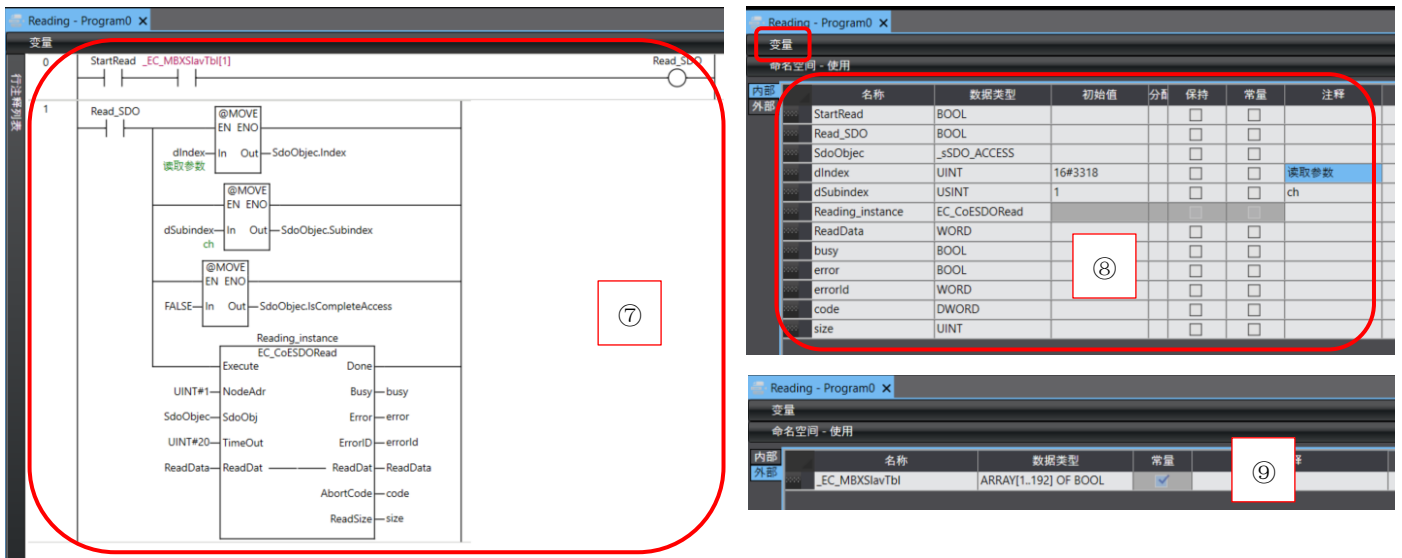 Reading - Program0 ×
变量
行注释列表
0
StartRead _EC_MBXSlavTbl[1] Read_SDO
1
Read_SDO
@MOVE
EN ENO
dIndex In Out SdoObjec.Index
读取参数
@MOVE
EN ENO
dSubindex In Out SdoObjec.Subindex
ch
@MOVE
EN ENO
FALSE In Out SdoObjec.IsCompleteAccess
Reading_instance
EC_CoESDORead
Execute Done
UINT#1 NodeAdr Busy busy
SdoObjec SdoObj Error error
UINT#20 TimeOut ErrorID errorId
ReadData ReadDat ReadDat ReadData
AbortCode code
ReadSize size
⑦
Reading - Program0 ×
变量
命名空间 - 使用
内部
外部
名称 数据类型 初始值 分配 保持 常量 注释
StartRead BOOL
Read_SDO BOOL
SdoObjec _sSDO_ACCESS
dIndex UINT 16#3318 读取参数
dSubindex USINT 1 ch
Reading_instance EC_CoESDORead
ReadData WORD
busy BOOL
error BOOL
errorId WORD
code DWORD
size UINT
⑧
Reading - Program0 ×
变量
命名空间 - 使用
内部
外部
名称 数据类型 常量
_EC_MBXSlavTbl ARRAY[1..192] OF BOOL
⑨